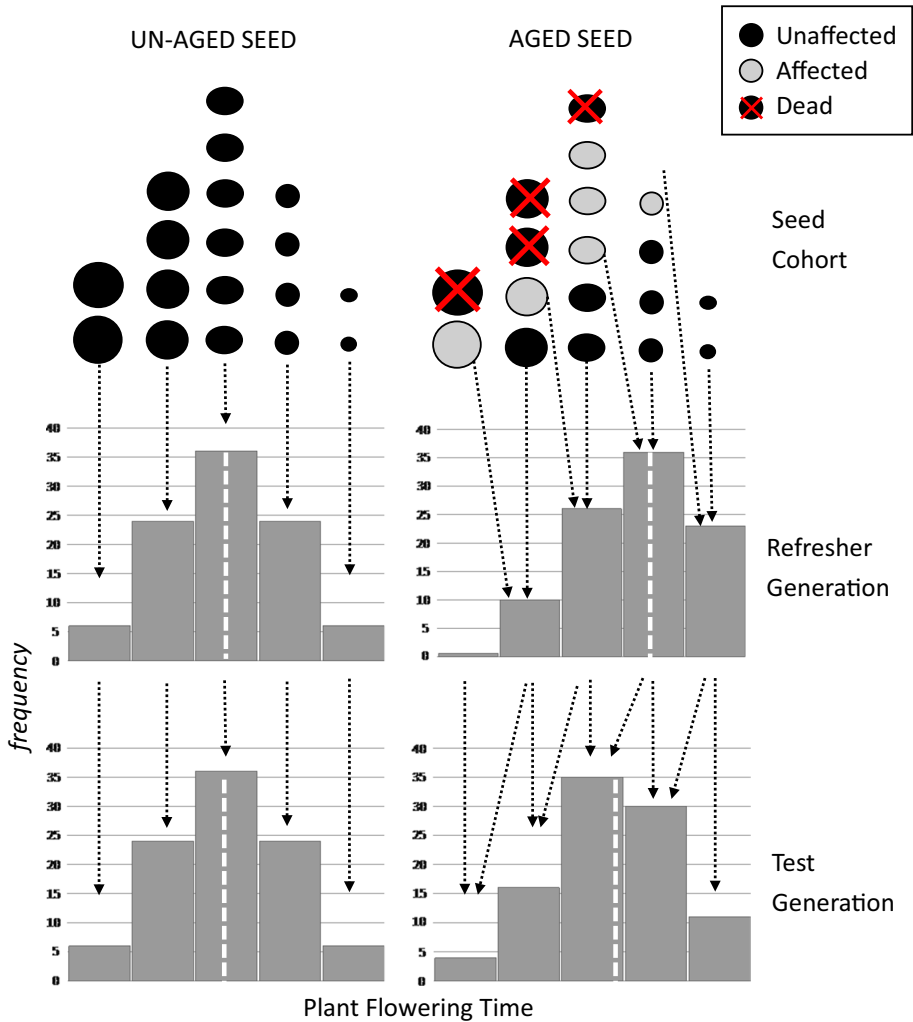 UN-AGED SEED
AGED SEED
Unaffected
Affected
Dead
Seed
Cohort
40
35
30
25
20
15
10
5
0
40
35
30
25
20
15
10
5
0
Refresher
Generation
frequency
40
35
30
25
20
15
10
5
0
40
35
30
25
20
15
10
5
0
Test
Generation
Plant Flowering Time